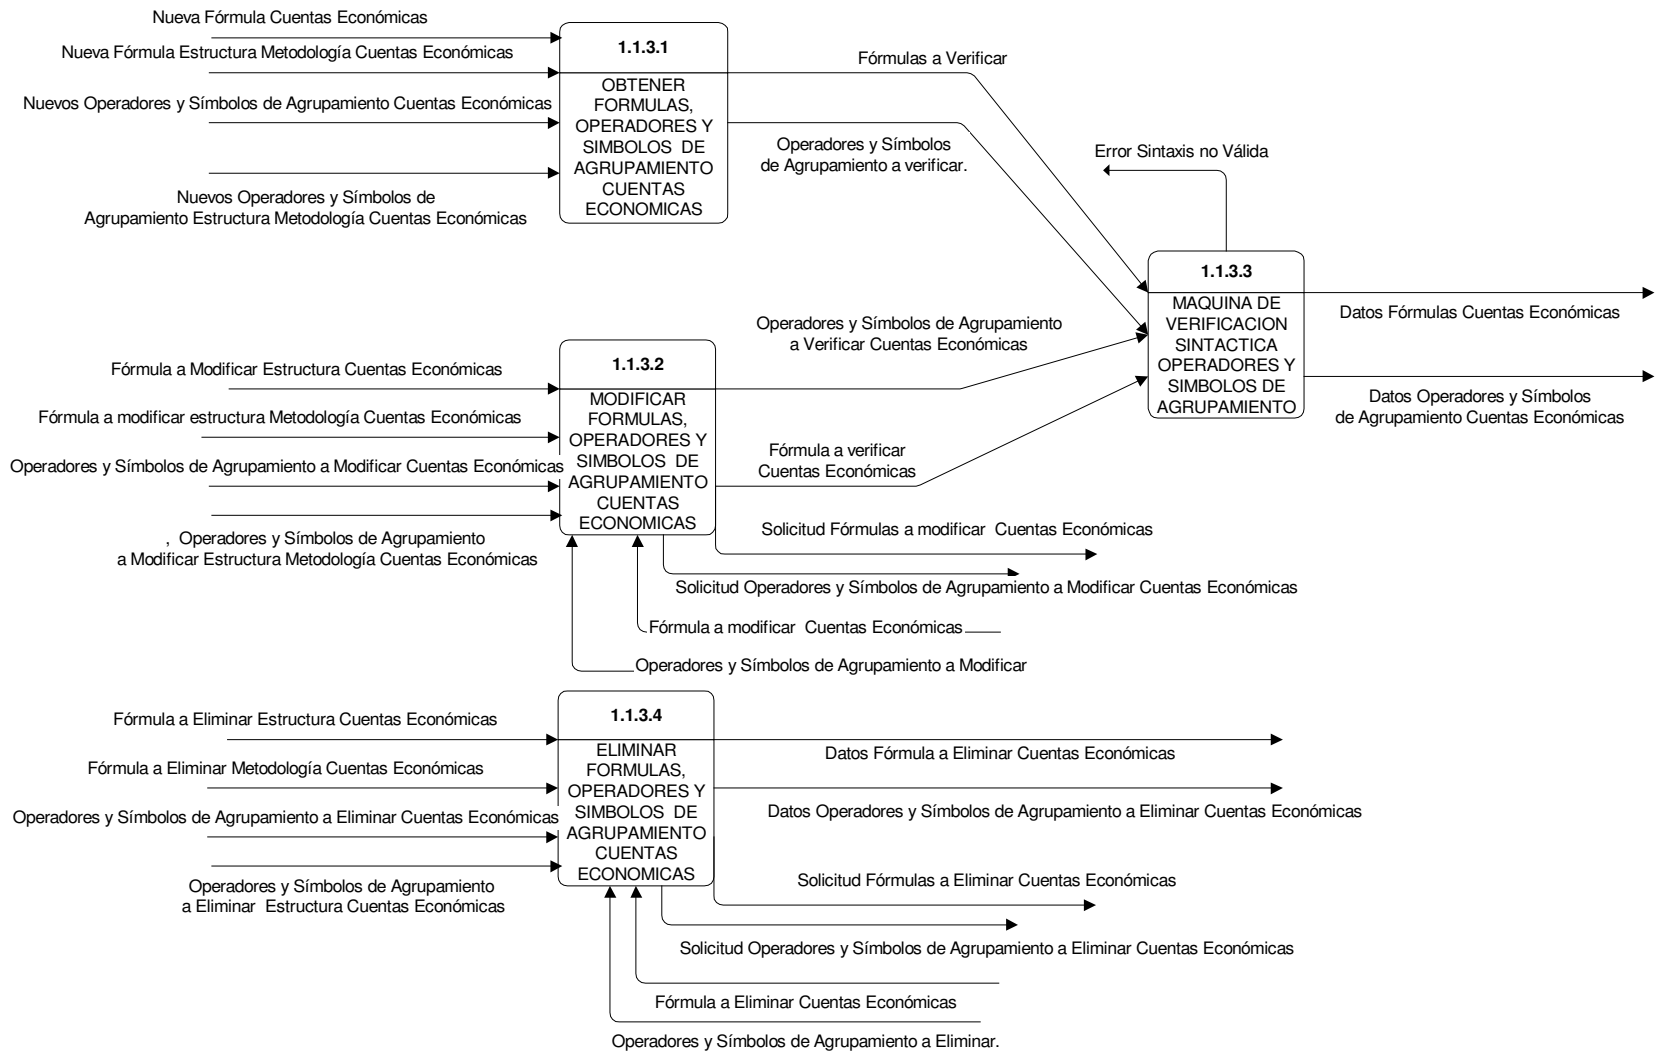 Nueva Fórmula Cuentas Económicas
Nueva Fórmula Estructura Metodología Cuentas Económicas
Nuevos Operadores y Símbolos de Agrupamiento Cuentas Económicas
Nuevos Operadores y Símbolos de
Agrupamiento Estructura Metodología Cuentas Económicas
1.1.3.1
OBTENER
FORMULAS,
OPERADORES Y
SIMBOLOS DE
AGRUPAMIENTO
CUENTAS
ECONOMICAS
Fórmulas a Verificar
Operadores y Símbolos
de Agrupamiento a verificar.
Error Sintaxis no Válida
1.1.3.3
MAQUINA DE
VERIFICACION
SINTACTICA
OPERADORES Y
SIMBOLOS DE
AGRUPAMIENTO
Datos Fórmulas Cuentas Económicas
Datos Operadores y Símbolos
de Agrupamiento Cuentas Económicas
Operadores y Símbolos de Agrupamiento
a Verificar Cuentas Económicas
Fórmula a Modificar Estructura Cuentas Económicas
Fórmula a modificar estructura Metodología Cuentas Económicas
Operadores y Símbolos de Agrupamiento a Modificar Cuentas Económicas
, Operadores y Símbolos de Agrupamiento
a Modificar Estructura Metodología Cuentas Económicas
1.1.3.2
MODIFICAR
FORMULAS,
OPERADORES Y
SIMBOLOS DE
AGRUPAMIENTO
CUENTAS
ECONOMICAS
Fórmula a verificar
Cuentas Económicas
Solicitud Fórmulas a modificar Cuentas Económicas
Solicitud Operadores y Símbolos de Agrupamiento a Modificar Cuentas Económicas
Fórmula a modificar Cuentas Económicas
Operadores y Símbolos de Agrupamiento a Modificar
Fórmula a Eliminar Estructura Cuentas Económicas
Fórmula a Eliminar Metodología Cuentas Económicas
Operadores y Símbolos de Agrupamiento a Eliminar Cuentas Económicas
Operadores y Símbolos de Agrupamiento
a Eliminar Estructura Cuentas Económicas
1.1.3.4
ELIMINAR
FORMULAS,
OPERADORES Y
SIMBOLOS DE
AGRUPAMIENTO
CUENTAS
ECONOMICAS
Datos Fórmula a Eliminar Cuentas Económicas
Datos Operadores y Símbolos de Agrupamiento a Eliminar Cuentas Económicas
Solicitud Fórmulas a Eliminar Cuentas Económicas
Solicitud Operadores y Símbolos de Agrupamiento a Eliminar Cuentas Económicas
Fórmula a Eliminar Cuentas Económicas
Operadores y Símbolos de Agrupamiento a Eliminar.